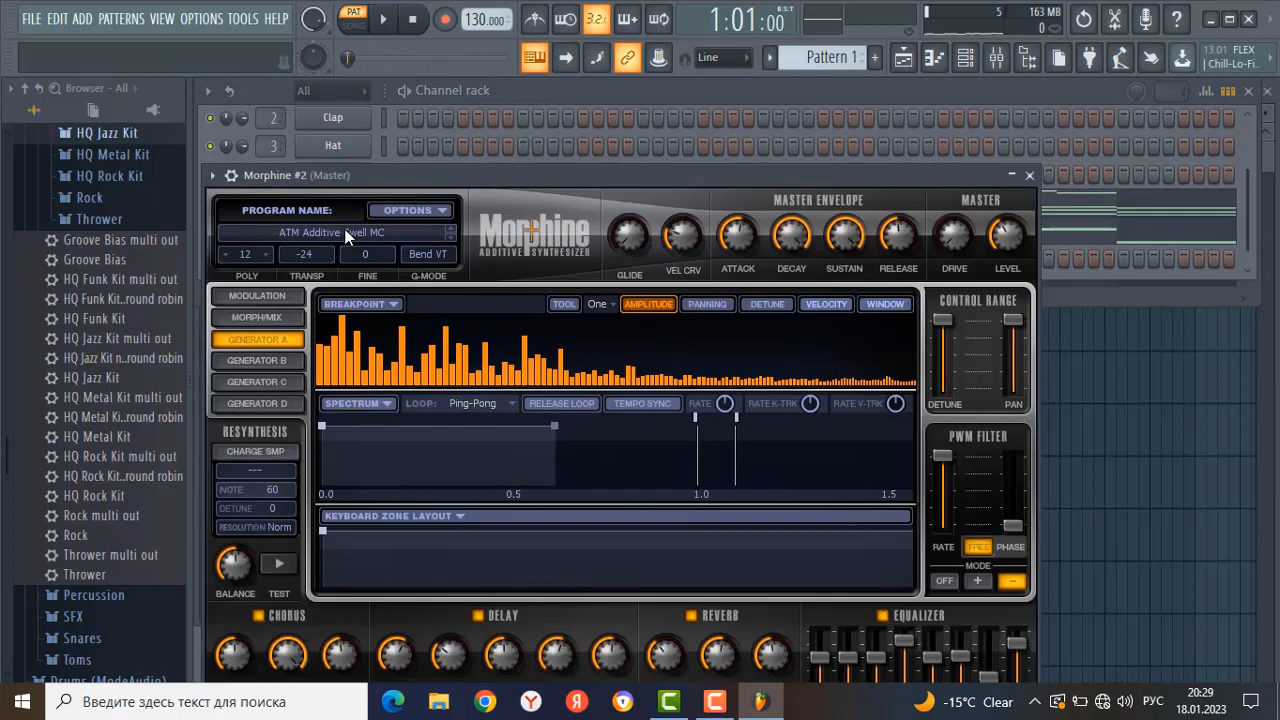 FILE EDIT ADD PATTERNS VIEW OPTIONS TOOLS HELP
PAT
SONG
130.000
3.2
1:01:00
B:S:T
5
163 MB
0
Line
Pattern 1
13:01 FLEX
Chill-Lo-Fi
Browser - All
All
Channel rack
2
Clap
3
Hat
HQ Jazz Kit
HQ Metal Kit
HQ Rock Kit
Rock
Thrower
Groove Bias multi out
Groove Bias
HQ Funk Kit multi out
HQ Funk Kit..round robin
HQ Funk Kit
HQ Jazz Kit multi out
HQ Jazz Kit n..round robin
HQ Jazz Kit
HQ Metal Kit multi out
HQ Metal Ki..round robin
HQ Metal Kit
HQ Rock Kit multi out
HQ Rock Kit..round robin
HQ Rock Kit
Rock multi out
Rock
Thrower multi out
Thrower
Percussion
SFX
Snares
Toms
Drums (ModeAudio)
Morphine #2 (Master)
PROGRAM NAME:
OPTIONS
ATM Additive Swell MC
12
-24
0
Bend VT
POLY
TRANSP
FINE
G-MODE
Morphine
ADDITIVE SYNTHESIZER
GLIDE
VEL CRV
MASTER ENVELOPE
ATTACK
DECAY
SUSTAIN
RELEASE
MASTER
DRIVE
LEVEL
MODULATION
MORPH/MIX
GENERATOR A
GENERATOR B
GENERATOR C
GENERATOR D
RESYNTHESIS
CHARGE SMP
---
NOTE 60
DETUNE 0
RESOLUTION Norm
BALANCE
TEST
BREAKPOINT
TOOL
One
AMPLITUDE
PANNING
DETUNE
VELOCITY
WINDOW
SPECTRUM
LOOP:
Ping-Pong
RELEASE LOOP
TEMPO SYNC
RATE
RATE K-TRK
RATE V-TRK
0.0
0.5
1.0
1.5
KEYBOARD ZONE LAYOUT
CONTROL RANGE
DETUNE
PAN
PWM FILTER
RATE
FREE
PHASE
MODE
OFF
+
−
CHORUS
DELAY
REVERB
EQUALIZER
Введите здесь текст для поиска
-15°C Clear
РУС
20:29
18.01.2023